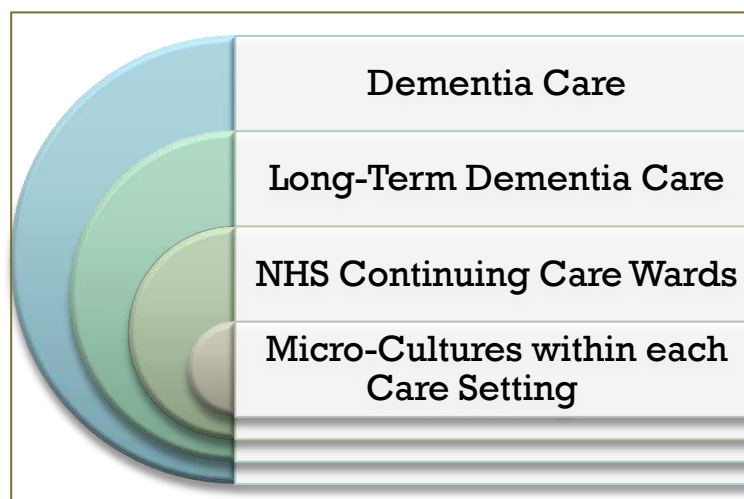 Dementia Care
Long-Term Dementia Care
NHS Continuing Care Wards
Micro-Cultures within each
Care Setting